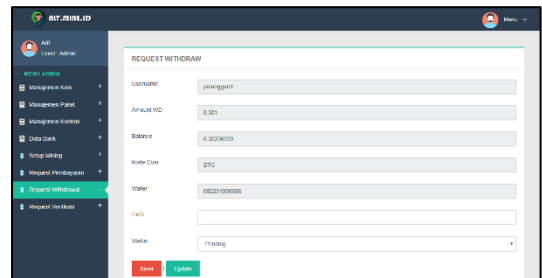 ALT.MINE.ID
Menu
Arif
Level : Admin
MENU ADMIN
Manajemen Koin
Manajemen Paket
Manajemen Kontrak
Data Bank
Setup Mining
Request Pembayaran
Request Withdrawal
Request Verifikasi
REQUEST WITHDRAW
Username
pelanggan1
Amount WD
0.001
Balance
Kode Coin
BTC
Wallet
TXID
Status
Pending
Reset
Update